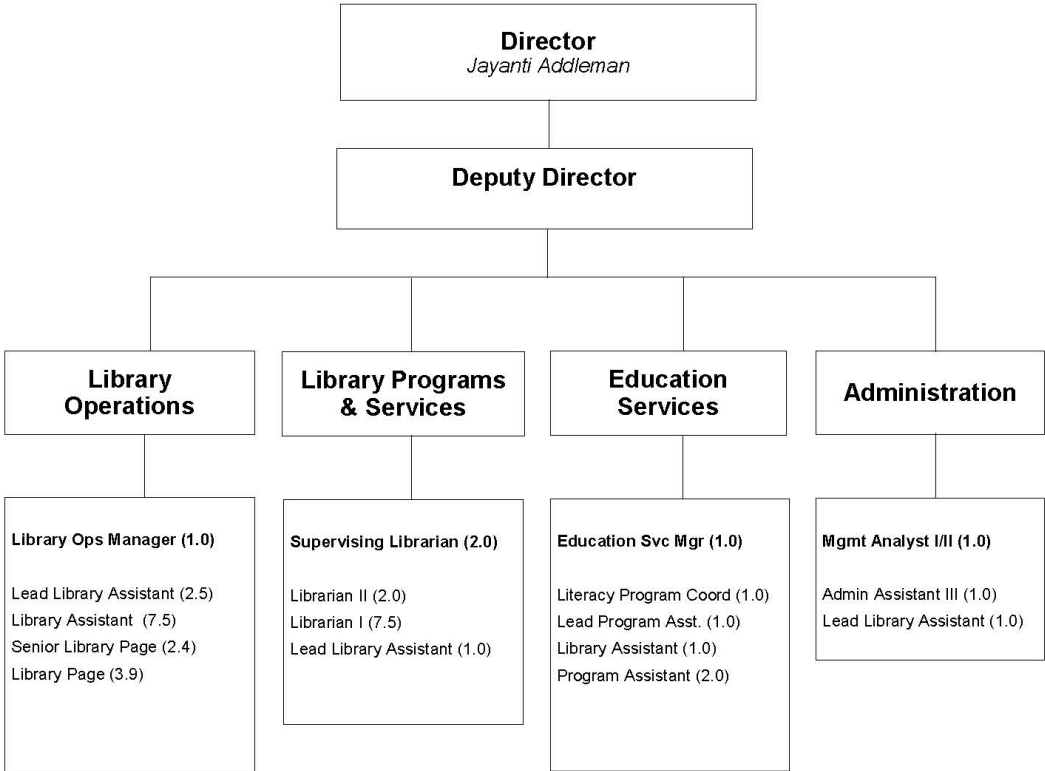 Director
Jayanti Addleman
Deputy Director
Library
Operations
Library Programs
& Services
Education
Services
Administration
Library Ops Manager (1.0)
Lead Library Assistant (2.5)
Library Assistant (7.5)
Senior Library Page (2.4)
Library Page (3.9)
Supervising Librarian (2.0)
Librarian II (2.0)
Librarian I (7.5)
Lead Library Assistant (1.0)
Education Svc Mgr (1.0)
Literacy Program Coord (1.0)
Lead Program Asst. (1.0)
Library Assistant (1.0)
Program Assistant (2.0)
Mgmt Analyst I/II (1.0)
Admin Assistant III (1.0)
Lead Library Assistant (1.0)